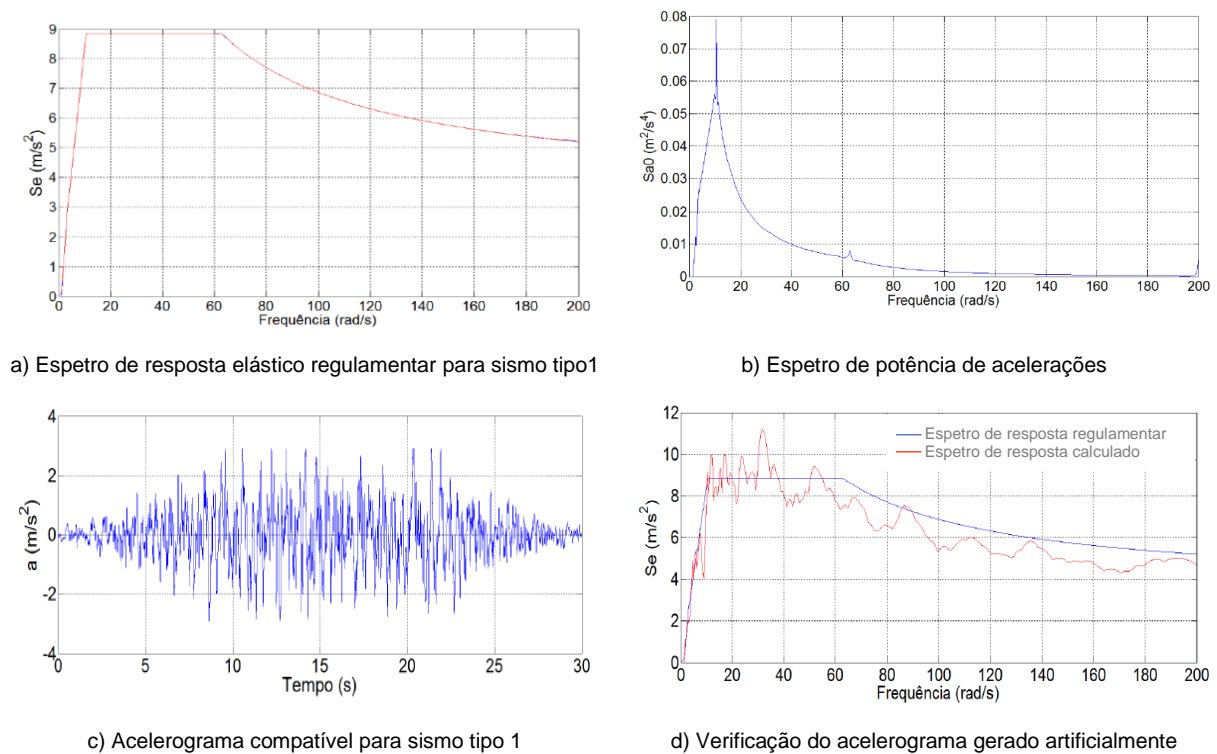 9
8
7
6
5
4
3
2
1
0
Se (m/s²)
0 20 40 60 80 100 120 140 160 180 200
Frequência (rad/s)
a) Espetro de resposta elástico regulamentar para sismo tipo1
0.08
0.07
0.06
0.05
0.04
0.03
0.02
0.01
0
Sa0 (m²/s⁴)
0 20 40 60 80 100 120 140 160 180 200
Frequência (rad/s)
b) Espetro de potência de acelerações
4
2
0
-2
-4
a (m/s²)
0 5 10 15 20 25 30
Tempo (s)
c) Acelerograma compatível para sismo tipo 1
12
10
8
6
4
2
0
Se (m/s²)
Espetro de resposta regulamentar
Espetro de resposta calculado
0 20 40 60 80 100 120 140 160 180 200
Frequência (rad/s)
d) Verificação do acelerograma gerado artificialmente